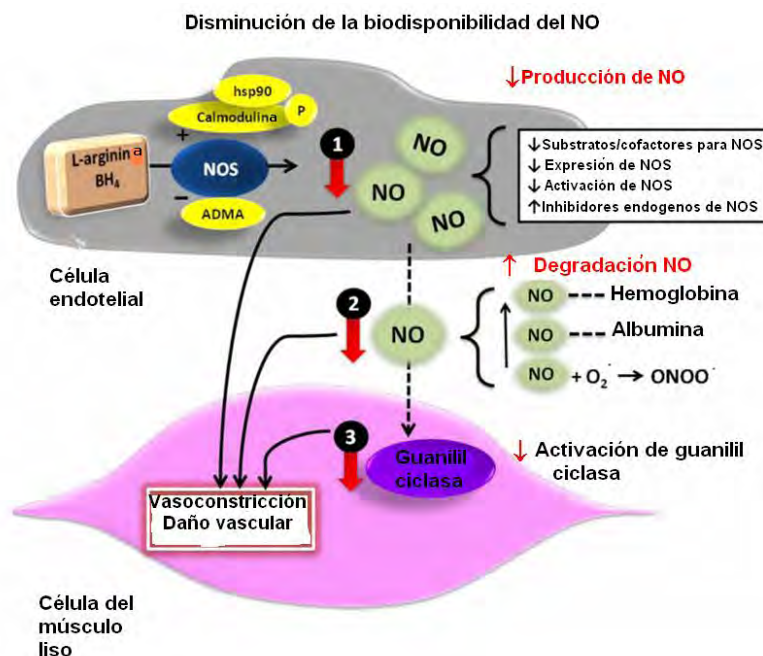 Disminución de la biodisponibilidad del NO
↓Producción de NO
hsp90
Calmodulina
P
+
L-arginina
BH4
NOS
−
ADMA
1
NO
NO
NO
↓Substratos/cofactores para NOS
↓Expresión de NOS
↓Activación de NOS
↑Inhibidores endogenos de NOS
Célula
endotelial
↑ Degradación NO
2
NO
NO --- Hemoglobina
NO --- Albumina
NO + O2˙ → ONOO˙
3
Guanilil
ciclasa
↓ Activación de guanilil
ciclasa
Vasoconstricción
Daño vascular
Célula del
músculo
liso